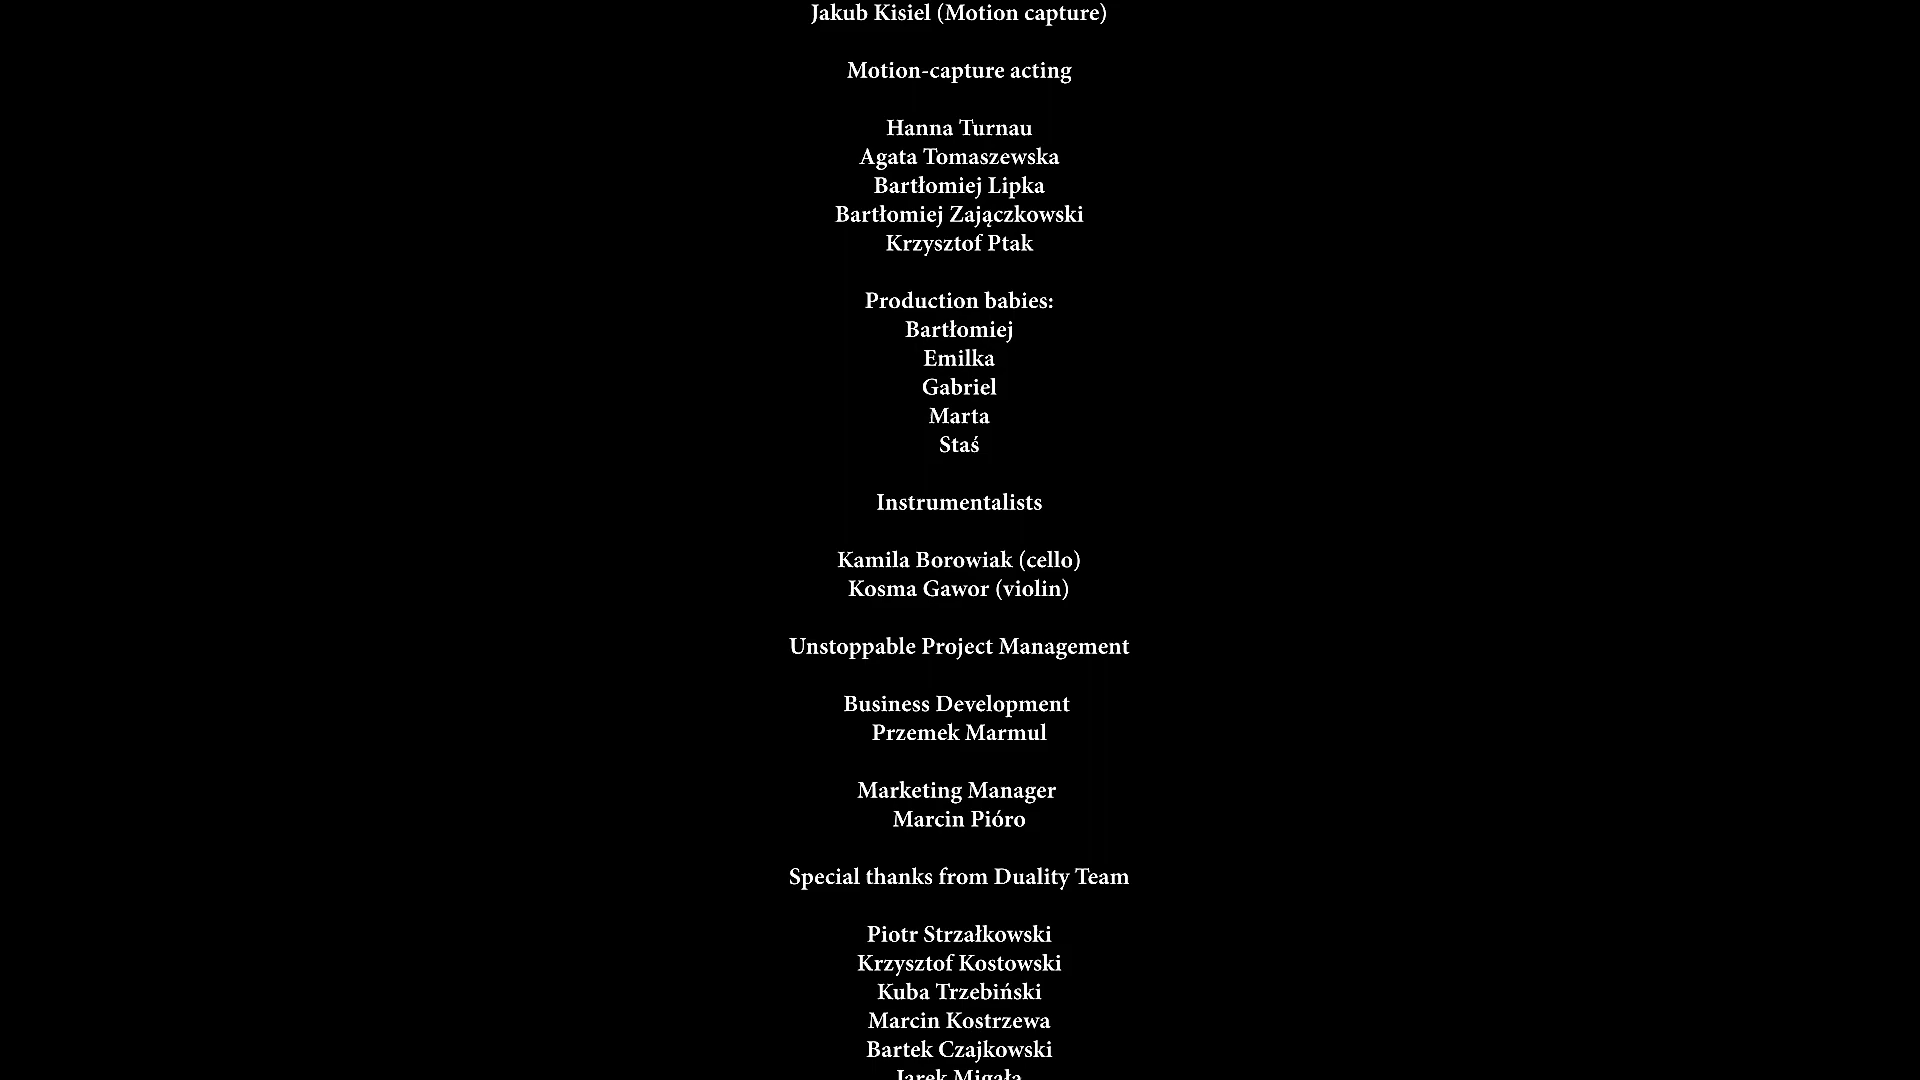 Jakub Kisiel (Motion capture)
Motion-capture acting
Hanna Turnau
Agata Tomaszewska
Bartłomiej Lipka
Bartłomiej Zajączkowski
Krzysztof Ptak
Production babies:
Bartłomiej
Emilka
Gabriel
Marta
Staś
Instrumentalists
Kamila Borowiak (cello)
Kosma Gawor (violin)
Unstoppable Project Management
Business Development
Przemek Marmul
Marketing Manager
Marcin Pióro
Special thanks from Duality Team
Piotr Strzałkowski
Krzysztof Kostowski
Kuba Trzebiński
Marcin Kostrzewa
Bartek Czajkowski
Jarek Migała